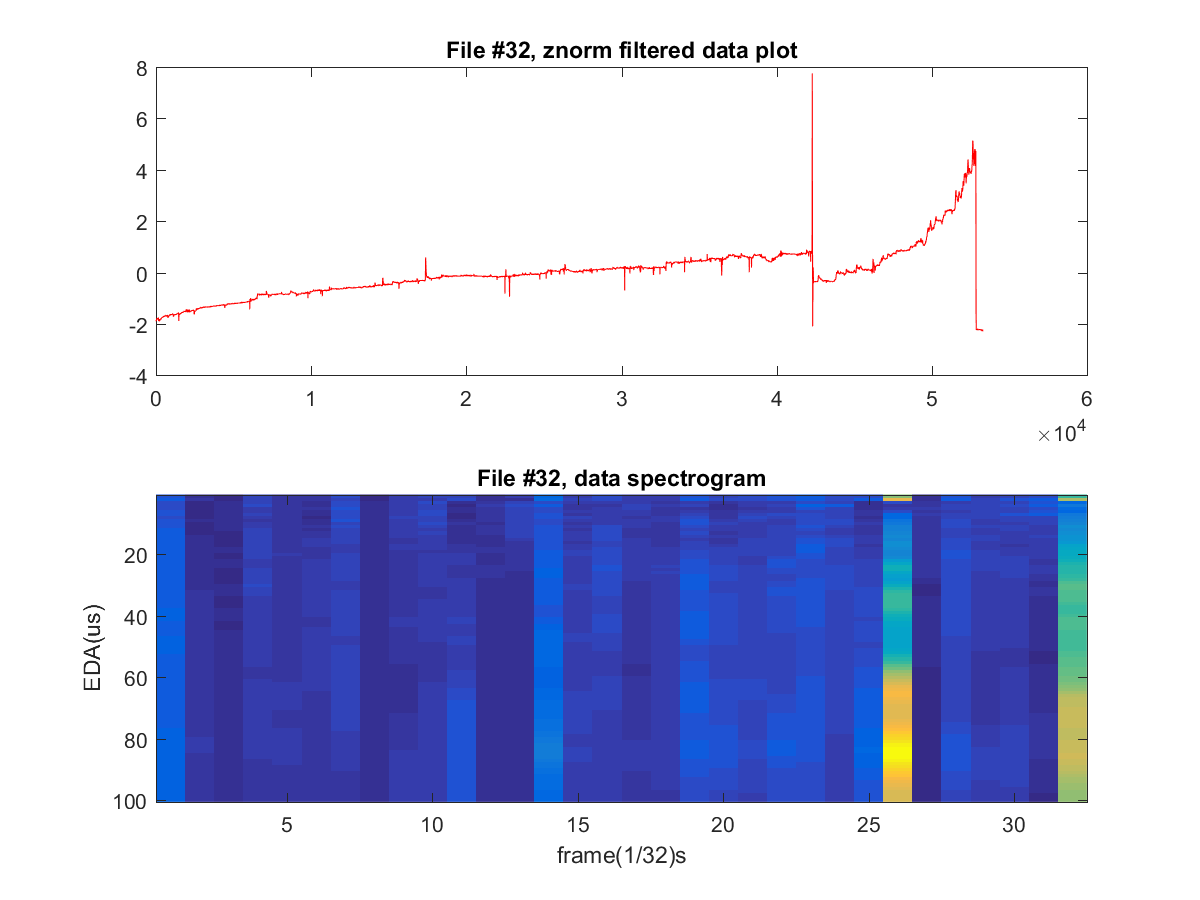 File #32, znorm filtered data plot
8
6
4
2
0
-2
-4
0 1 2 3 4 5 6
×10^4
File #32, data spectrogram
20
40
60
80
100
EDA(us)
5 10 15 20 25 30
frame(1/32)s